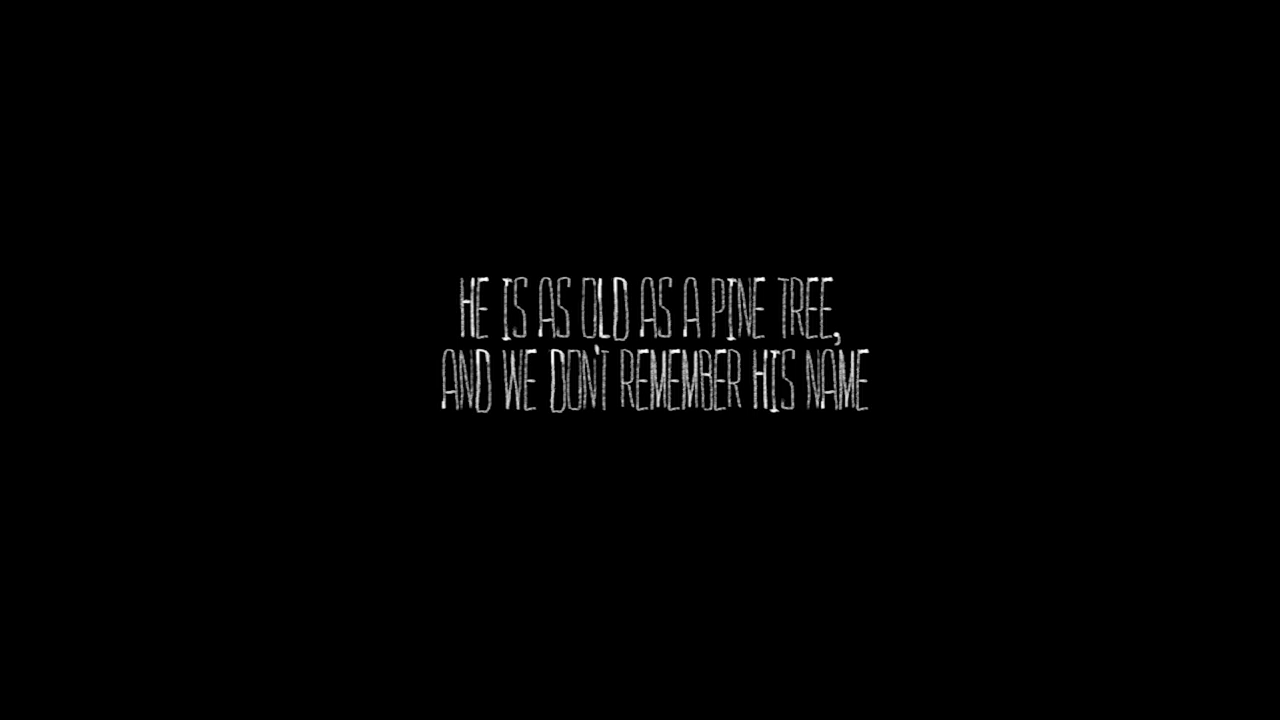 HE IS AS OLD AS A PINE TREE,
AND WE DON'T REMEMBER HIS NAME